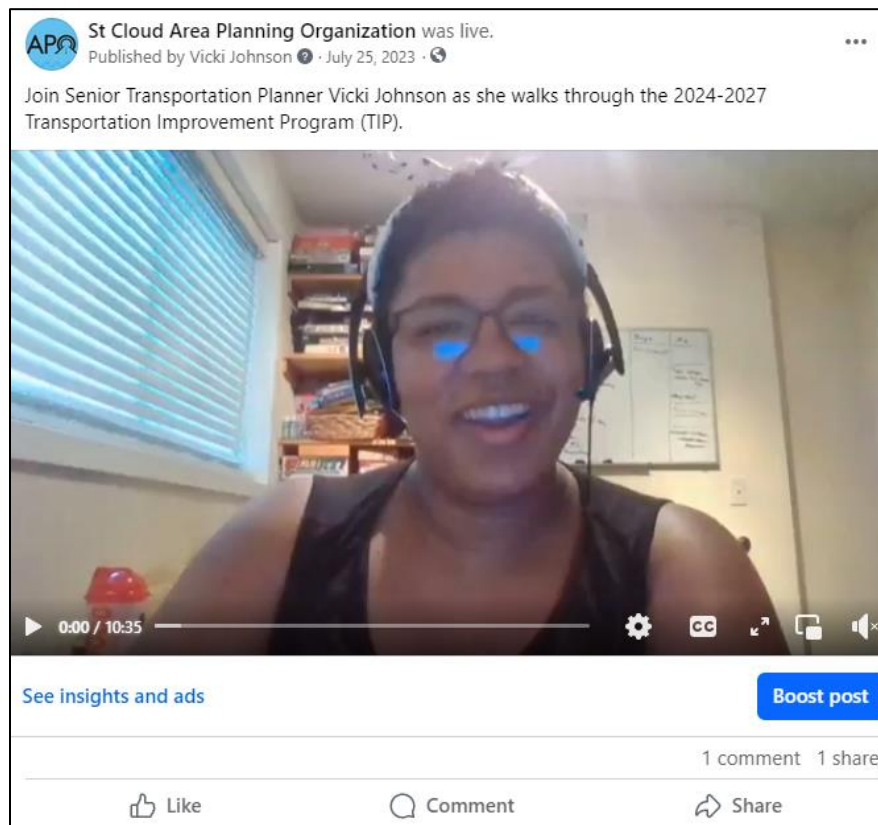 APO
St Cloud Area Planning Organization was live.
Published by Vicki Johnson ? · July 25, 2023 ·
Join Senior Transportation Planner Vicki Johnson as she walks through the 2024-2027
Transportation Improvement Program (TIP).
0:00 / 10:35
CC
See insights and ads
Boost post
1 comment 1 share
Like
Comment
Share